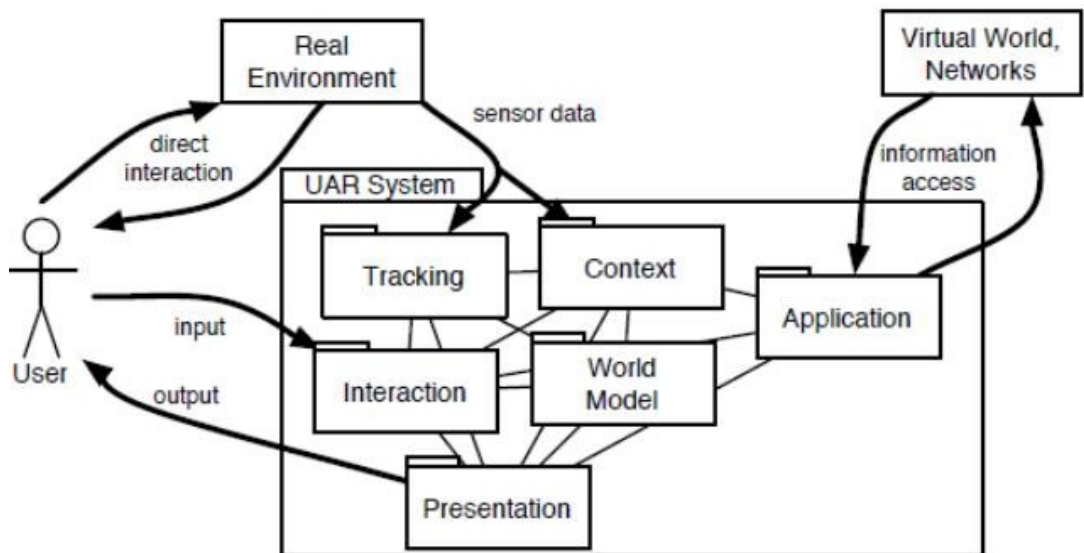 Real
Environment
Virtual World,
Networks
sensor data
direct
interaction
information
access
UAR System
Tracking
Context
Application
input
User
Interaction
World
Model
output
Presentation